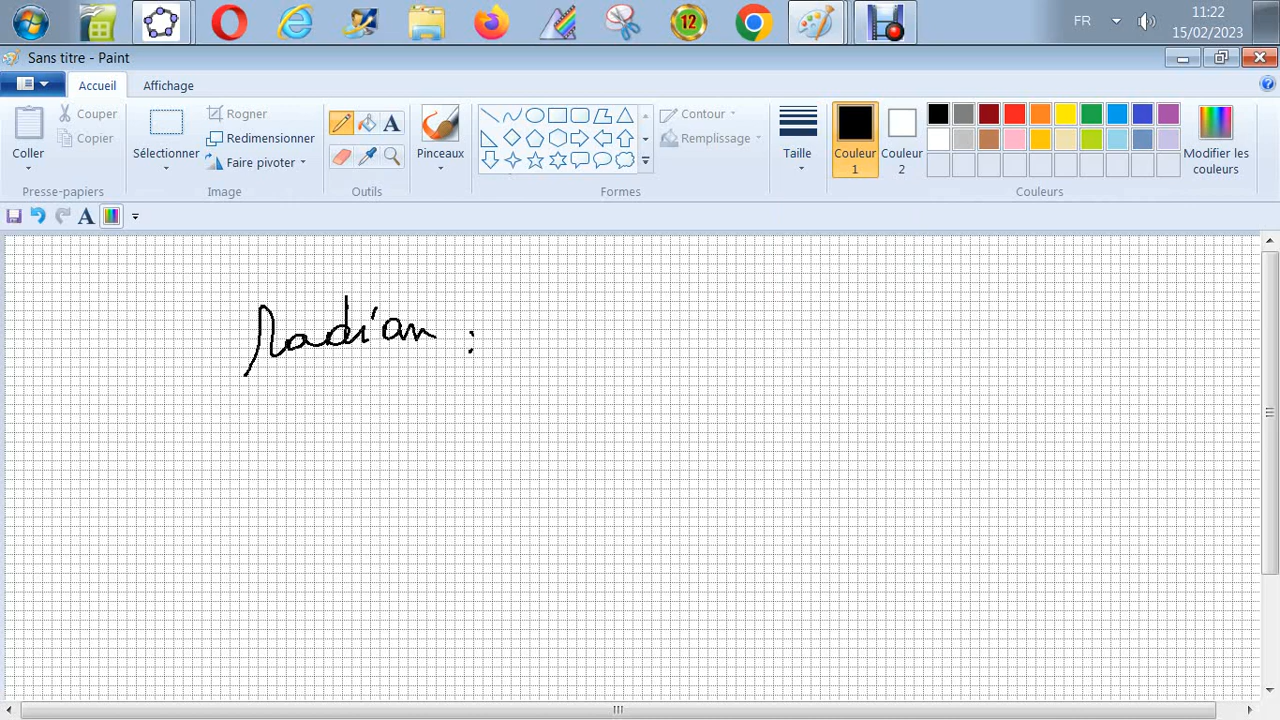 FR
11:22
15/02/2023
12
Sans titre - Paint
Accueil
Affichage
Coller
Couper
Copier
Presse-papiers
Sélectionner
Rogner
Redimensionner
Faire pivoter
Image
A
Outils
Pinceaux
Contour
Remplissage
Formes
Taille
Couleur
1
Couleur
2
Modifier les
couleurs
Couleurs
A
Radian :